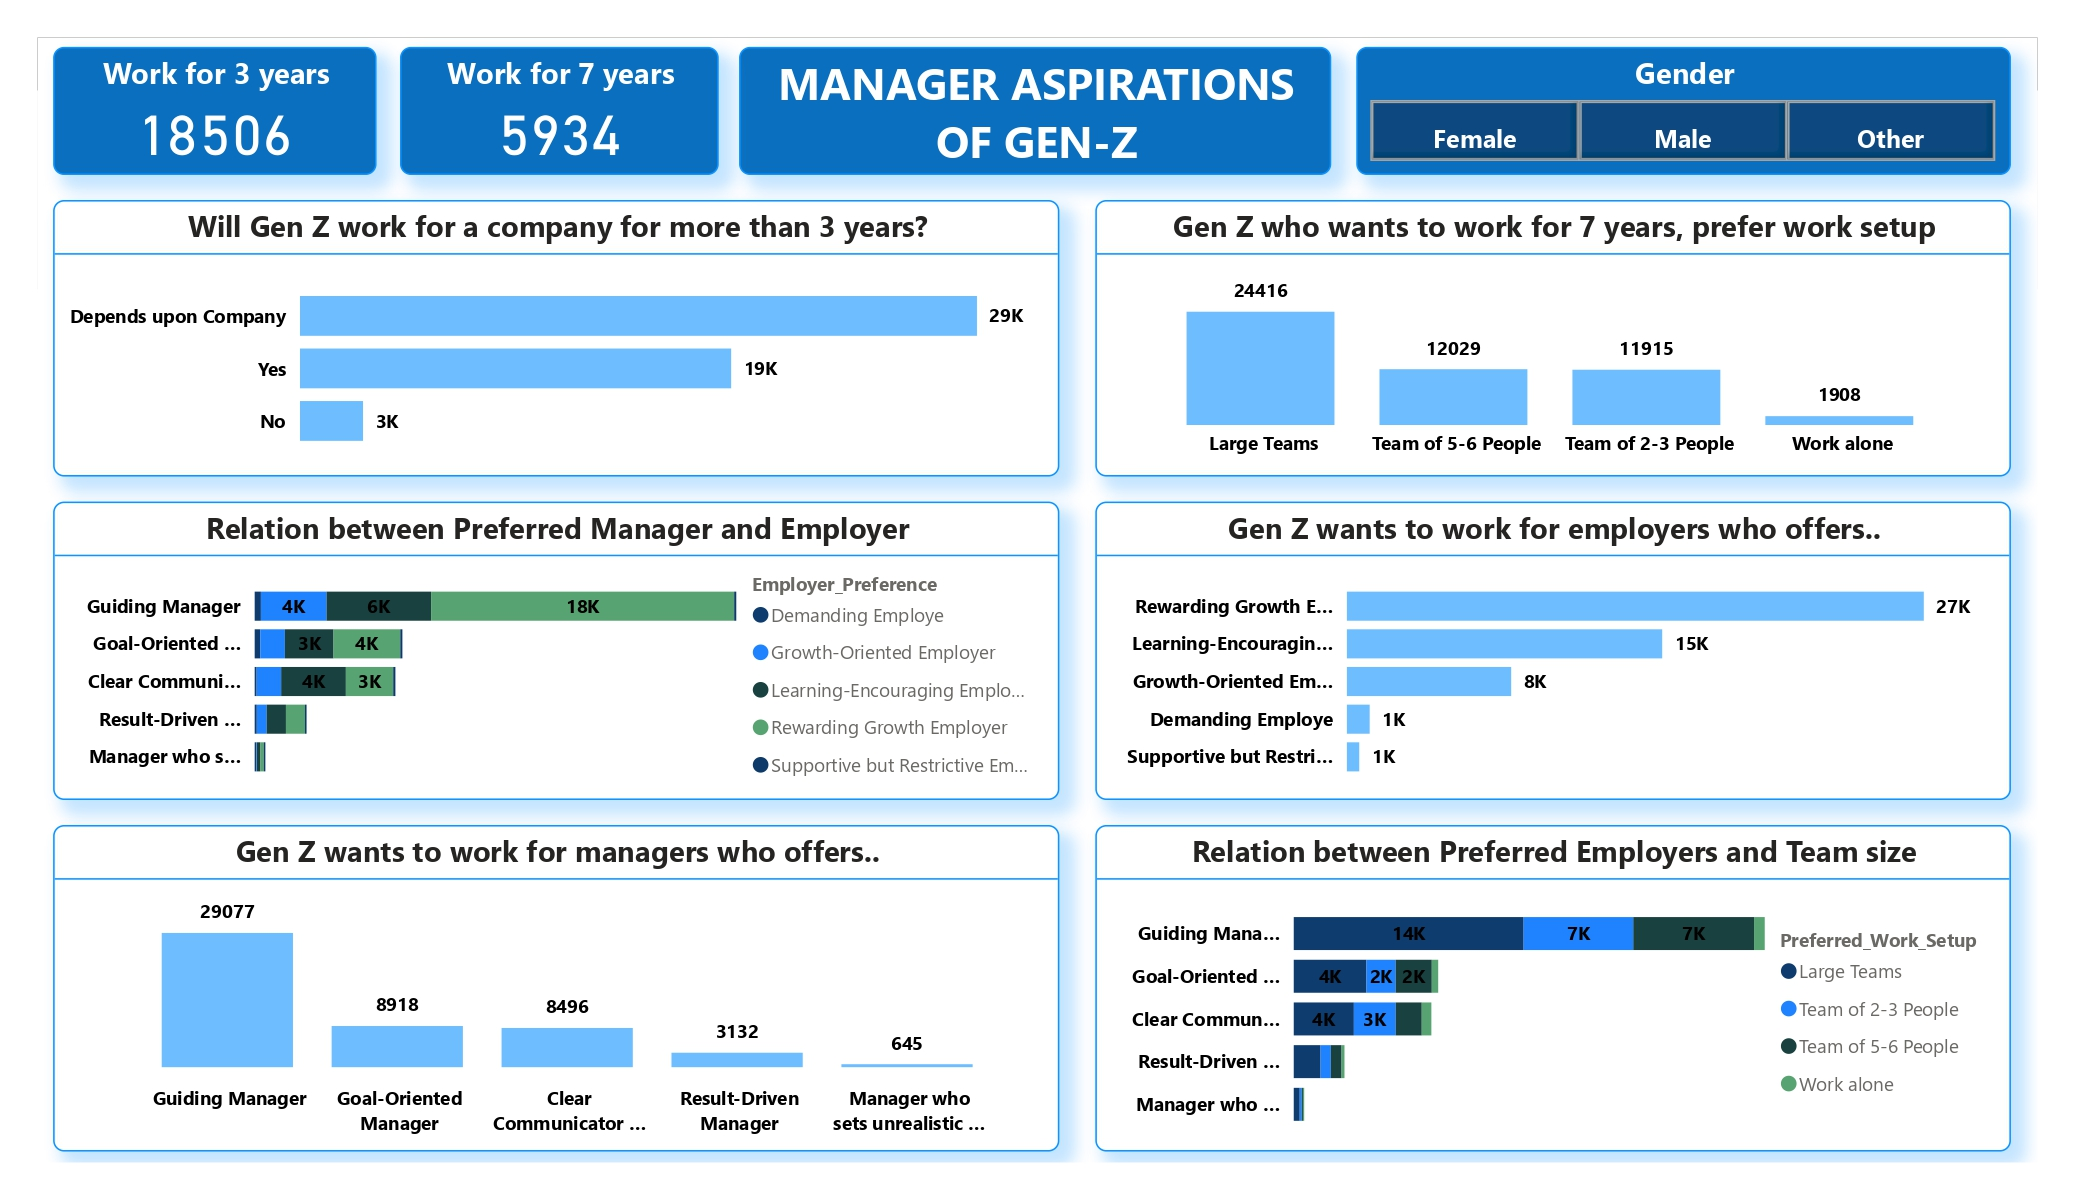 Work for 3 years
18506
Work for 7 years
5934
MANAGER ASPIRATIONS
OF GEN-Z
Gender
Female
Male
Other
Will Gen Z work for a company for more than 3 years?
Depends upon Company
29K
Yes
19K
No
3K
Gen Z who wants to work for 7 years, prefer work setup
24416
12029
11915
1908
Large Teams
Team of 5-6 People
Team of 2-3 People
Work alone
Relation between Preferred Manager and Employer
Guiding Manager
4K
6K
18K
Goal-Oriented ...
3K
4K
Clear Communi...
4K
3K
Result-Driven ...
Manager who s...
Employer_Preference
Demanding Employe
Growth-Oriented Employer
Learning-Encouraging Emplo...
Rewarding Growth Employer
Supportive but Restrictive Em...
Gen Z wants to work for employers who offers..
Rewarding Growth E...
27K
Learning-Encouragin...
15K
Growth-Oriented Em...
8K
Demanding Employe
1K
Supportive but Restri...
1K
Gen Z wants to work for managers who offers..
29077
8918
8496
3132
645
Guiding Manager
Goal-Oriented
Manager
Clear
Communicator ...
Result-Driven
Manager
Manager who
sets unrealistic ...
Relation between Preferred Employers and Team size
Guiding Mana...
14K
7K
7K
Goal-Oriented ...
4K
2K
2K
Clear Commun...
4K
3K
Result-Driven ...
Manager who ...
Preferred_Work_Setup
Large Teams
Team of 2-3 People
Team of 5-6 People
Work alone